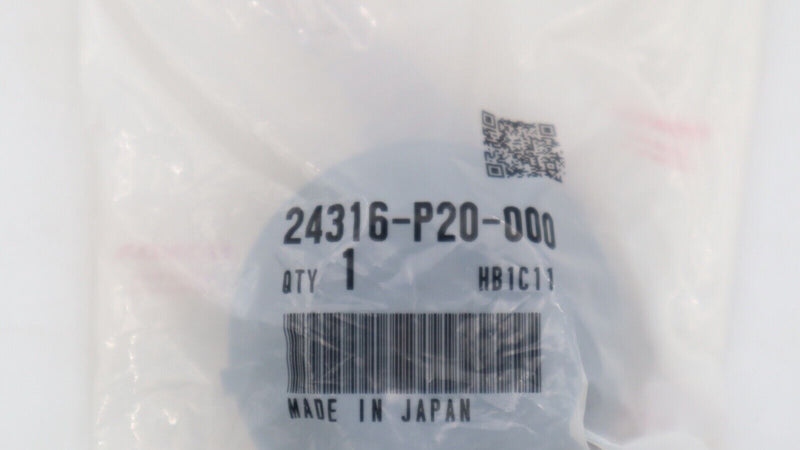 24316-P20-000
QTY 1 HB1C11
MADE IN JAPAN